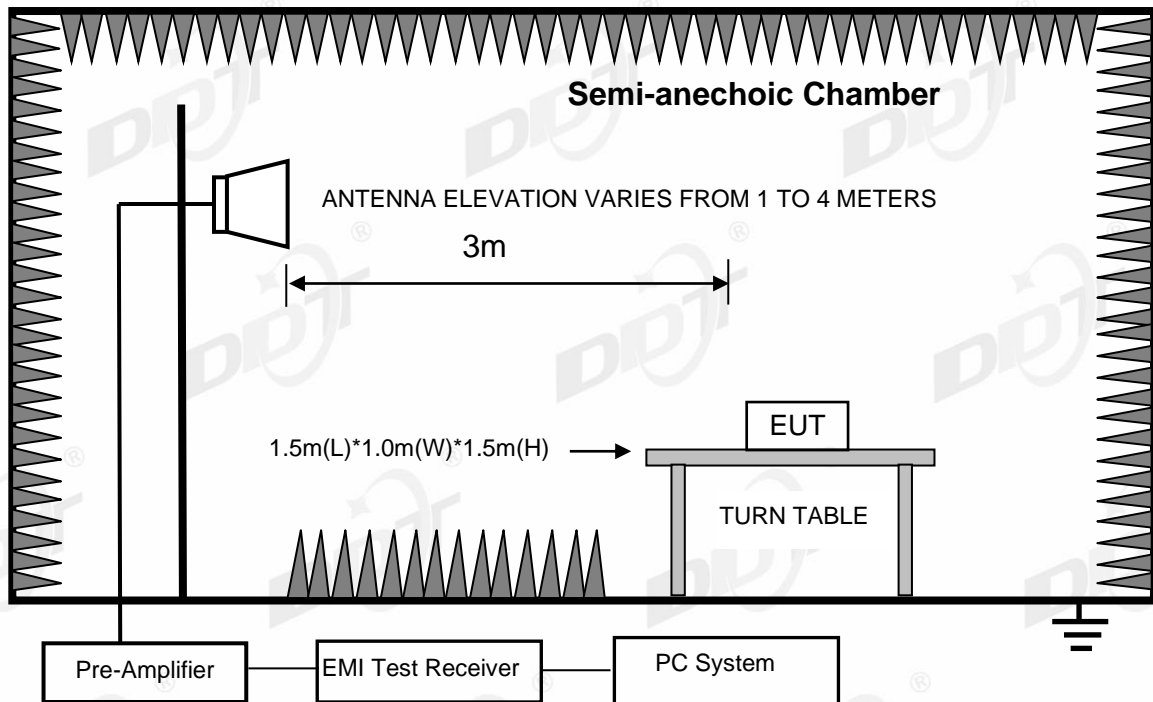 Semi-anechoic Chamber
ANTENNA ELEVATION VARIES FROM 1 TO 4 METERS
3m
EUT
1.5m(L)*1.0m(W)*1.5m(H)
TURN TABLE
Pre-Amplifier
EMI Test Receiver
PC System
DDT
®